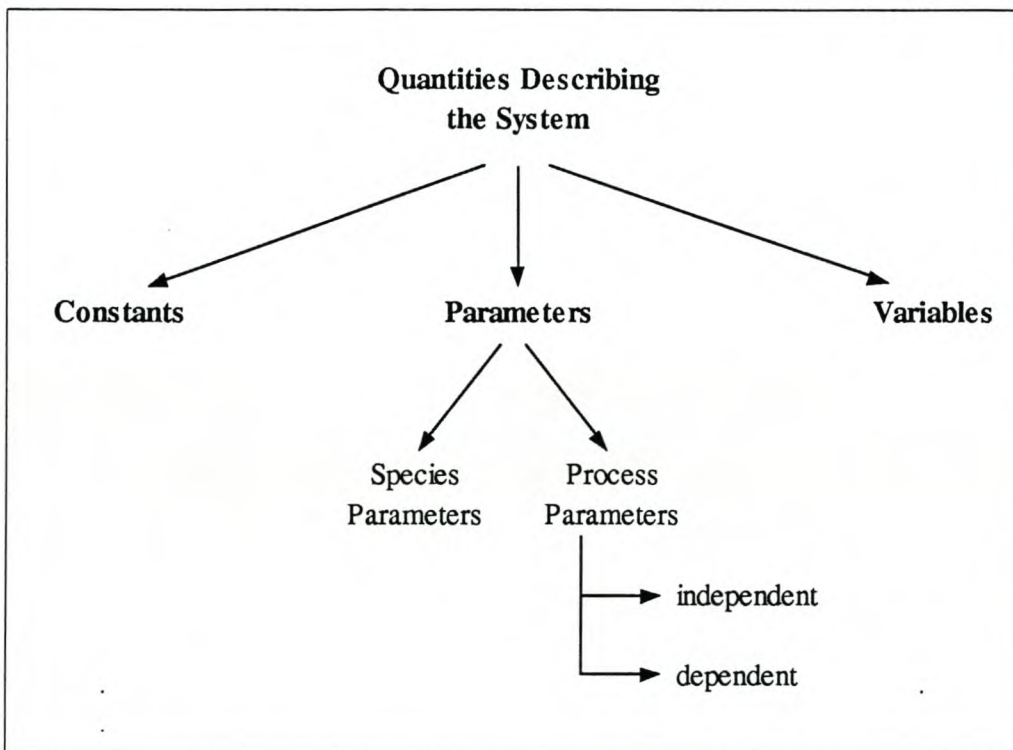 Quantities Describing
the System
Constants
Parameters
Variables
Species
Parameters
Process
Parameters
independent
dependent